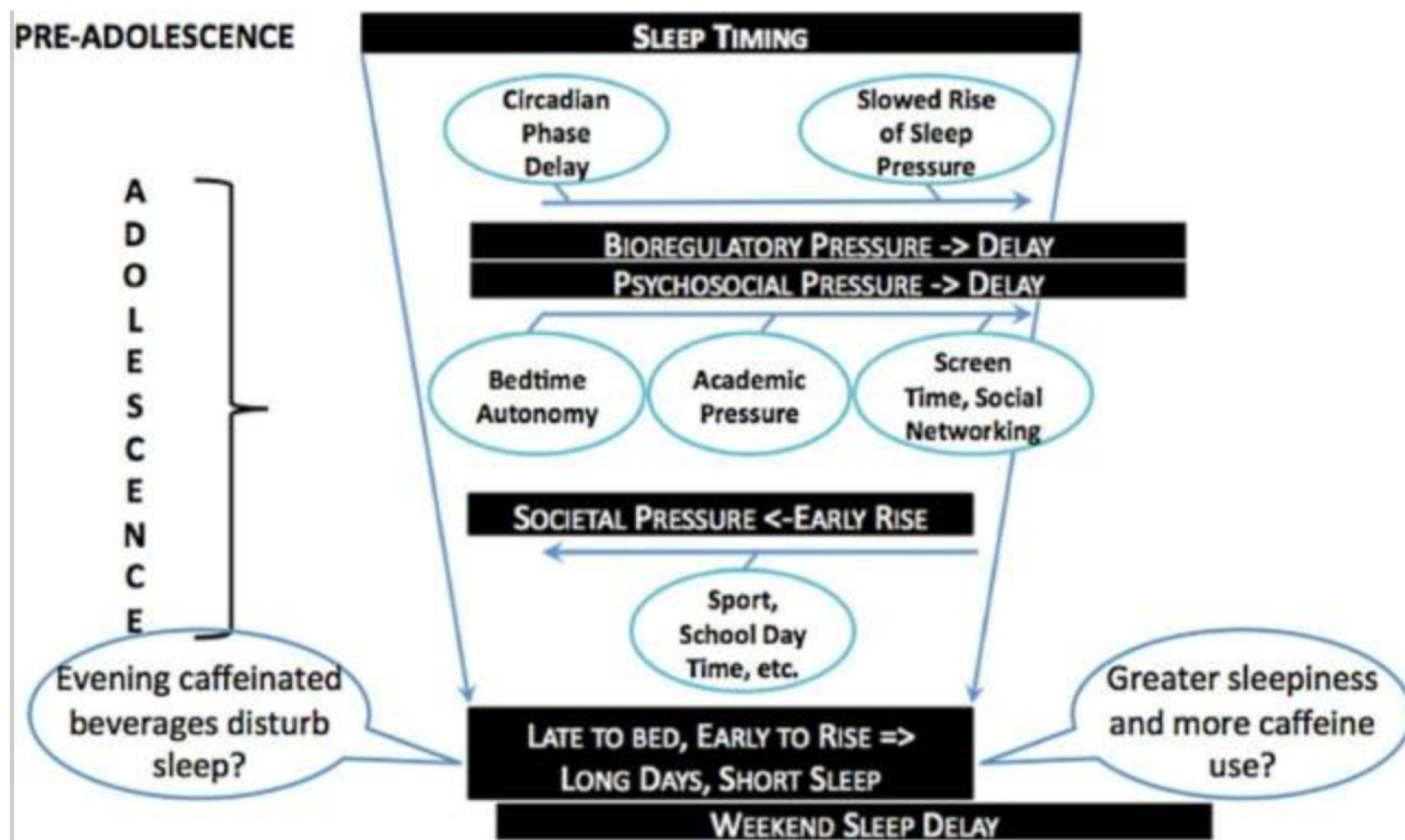 PRE-ADOLESCENCE
SLEEP TIMING
Circadian
Phase
Delay
Slowed Rise
of Sleep
Pressure
A
D
O
L
E
S
C
E
N
C
E
BIOREGULATORY PRESSURE -> DELAY
PSYCHOSOCIAL PRESSURE -> DELAY
Bedtime
Autonomy
Academic
Pressure
Screen
Time, Social
Networking
SOCIETAL PRESSURE <-EARLY RISE
Sport,
School Day
Time, etc.
Evening caffeinated
beverages disturb
sleep?
Greater sleepiness
and more caffeine
use?
LATE TO BED, EARLY TO RISE =>
LONG DAYS, SHORT SLEEP
WEEKEND SLEEP DELAY